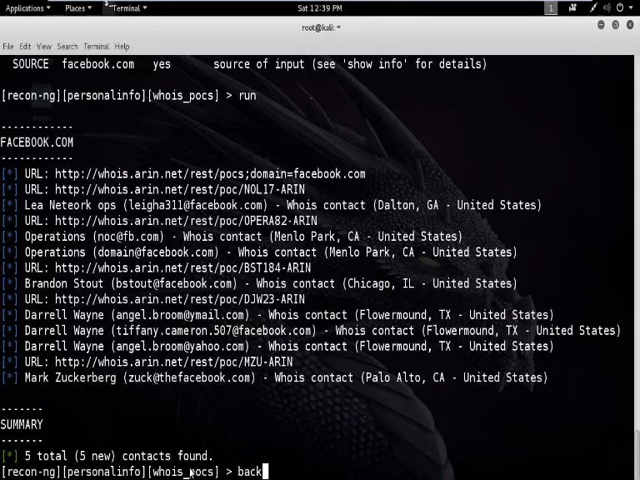 Applications ▾ Places ▾ Terminal ▾ Sat 12:39 PM 1
root@kali: ~
File Edit View Search Terminal Help
SOURCE facebook.com yes source of input (see 'show info' for details)
[recon-ng][personalinfo][whois_pocs] > run
------------
FACEBOOK.COM
------------
[*] URL: http://whois.arin.net/rest/pocs;domain=facebook.com
[*] URL: http://whois.arin.net/rest/poc/NOL17-ARIN
[*] Lea Neteork ops (leigha311@facebook.com) - Whois contact (Dalton, GA - United States)
[*] URL: http://whois.arin.net/rest/poc/OPERA82-ARIN
[*] Operations (noc@fb.com) - Whois contact (Menlo Park, CA - United States)
[*] Operations (domain@facebook.com) - Whois contact (Menlo Park, CA - United States)
[*] URL: http://whois.arin.net/rest/poc/BST184-ARIN
[*] Brandon Stout (bstout@facebook.com) - Whois contact (Chicago, IL - United States)
[*] URL: http://whois.arin.net/rest/poc/DJW23-ARIN
[*] Darrell Wayne (angel.broom@ymail.com) - Whois contact (Flowermound, TX - United States)
[*] Darrell Wayne (tiffany.cameron.507@facebook.com) - Whois contact (Flowermound, TX - United States)
[*] Darrell Wayne (angel.broom@yahoo.com) - Whois contact (Flowermound, TX - United States)
[*] URL: http://whois.arin.net/rest/poc/MZU-ARIN
[*] Mark Zuckerberg (zuck@thefacebook.com) - Whois contact (Palo Alto, CA - United States)
-------
SUMMARY
-------
[*] 5 total (5 new) contacts found.
[recon-ng][personalinfo][whois_pocs] > back